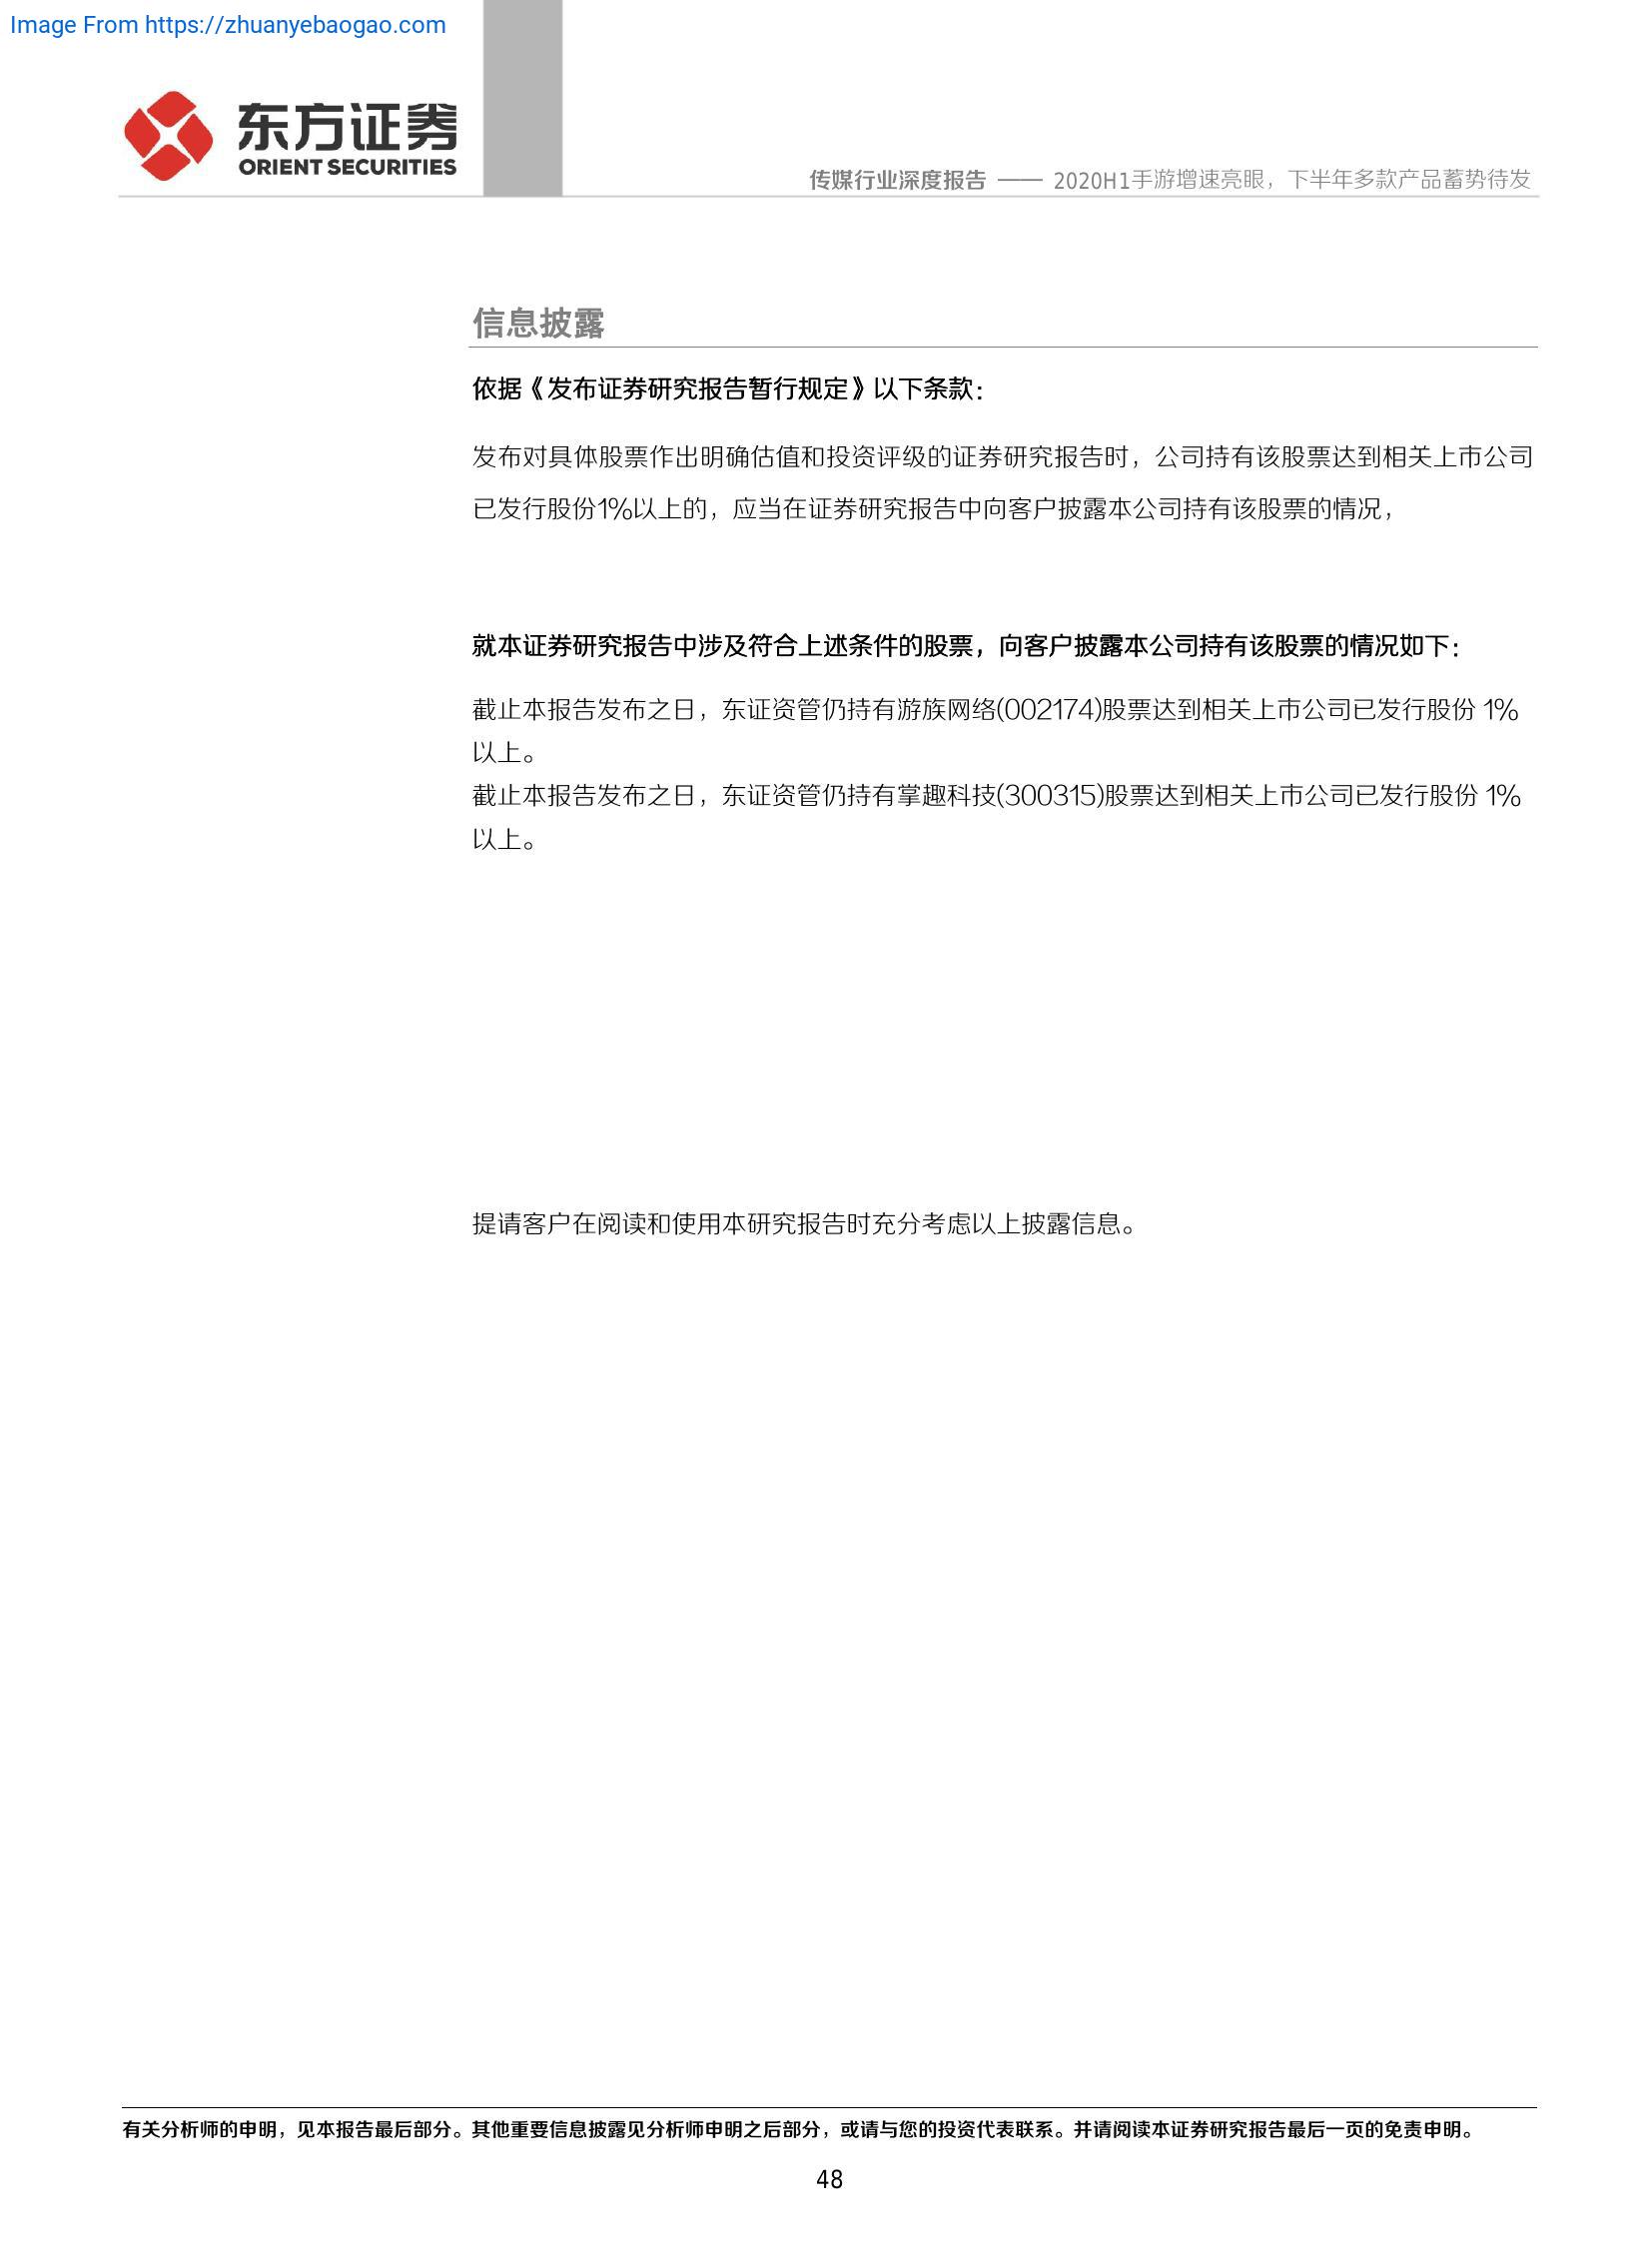 Image From https://zhuanyebaogao.com
东方证券
ORIENT SECURITIES
传媒行业深度报告 —— 2020H1手游增速亮眼，下半年多款产品蓄势待发
信息披露
依据《发布证券研究报告暂行规定》以下条款：
发布对具体股票作出明确估值和投资评级的证券研究报告时，公司持有该股票达到相关上市公司
已发行股份1%以上的，应当在证券研究报告中向客户披露本公司持有该股票的情况，
就本证券研究报告中涉及符合上述条件的股票，向客户披露本公司持有该股票的情况如下：
截止本报告发布之日，东证资管仍持有游族网络(002174)股票达到相关上市公司已发行股份 1%
以上。
截止本报告发布之日，东证资管仍持有掌趣科技(300315)股票达到相关上市公司已发行股份 1%
以上。
提请客户在阅读和使用本研究报告时充分考虑以上披露信息。
有关分析师的申明，见本报告最后部分。其他重要信息披露见分析师申明之后部分，或请与您的投资代表联系。并请阅读本证券研究报告最后一页的免责申明。
48